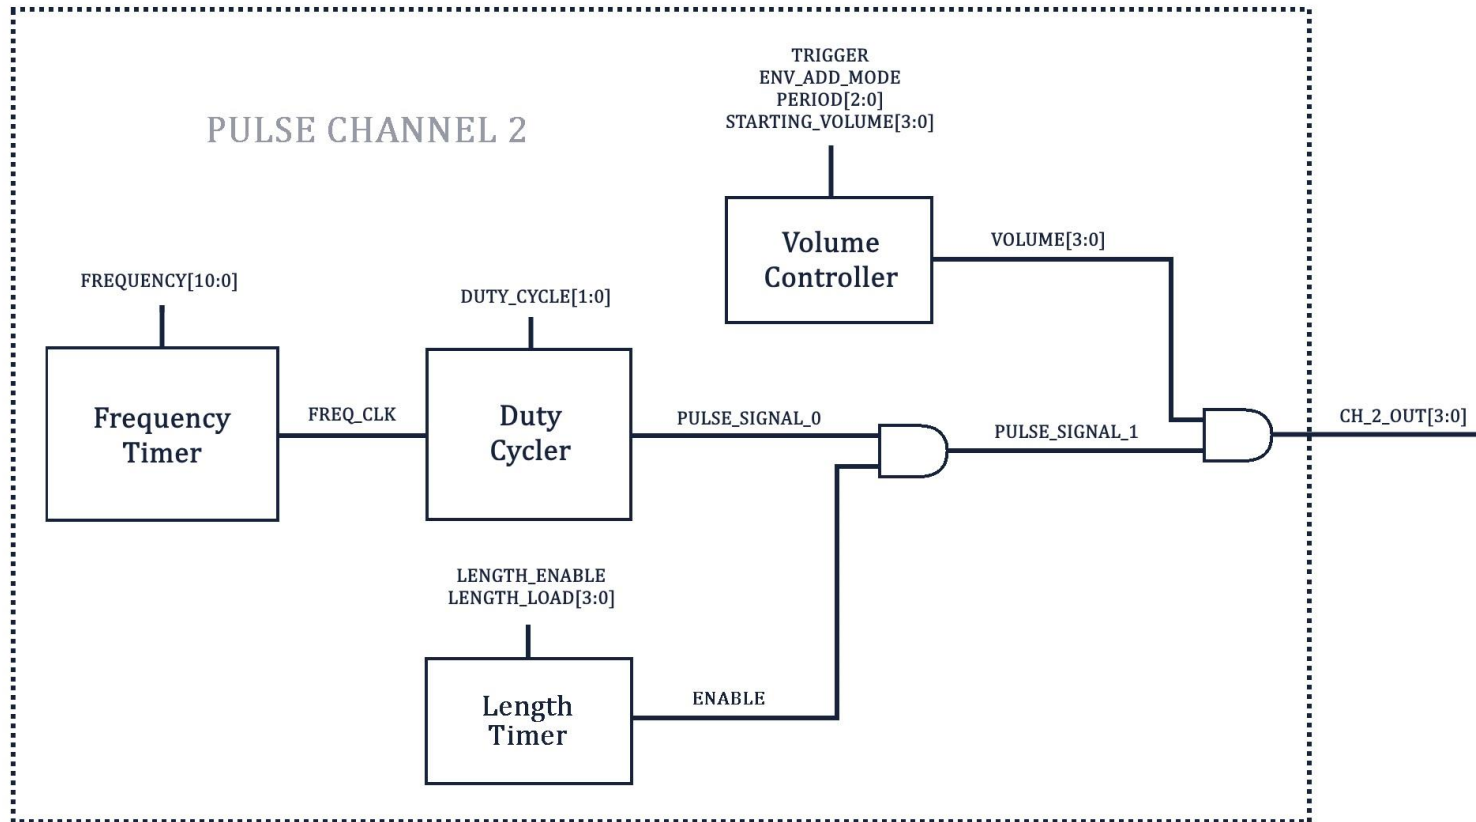 TRIGGER
ENV_ADD_MODE
PERIOD[2:0]
STARTING_VOLUME[3:0]
PULSE CHANNEL 2
Volume
Controller
VOLUME[3:0]
FREQUENCY[10:0]
DUTY_CYCLE[1:0]
Frequency
Timer
FREQ_CLK
Duty
Cycler
PULSE_SIGNAL_0
PULSE_SIGNAL_1
CH_2_OUT[3:0]
LENGTH_ENABLE
LENGTH_LOAD[3:0]
Length
Timer
ENABLE